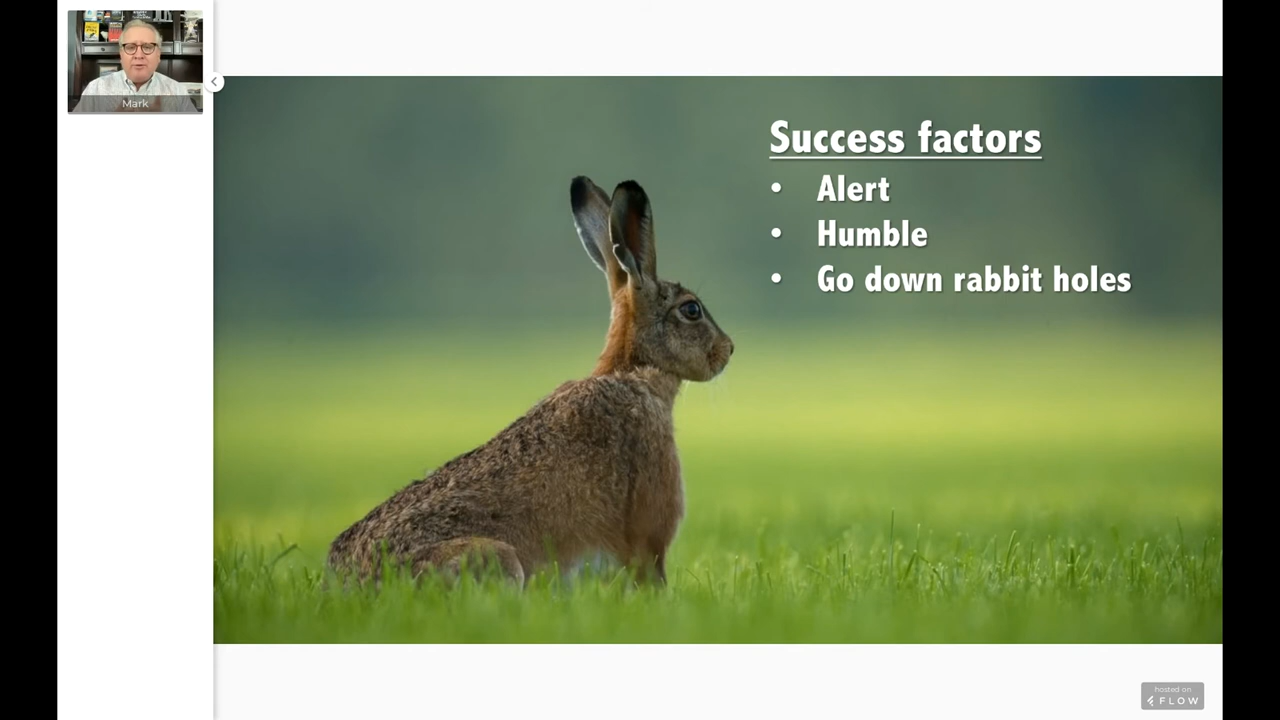 Mark
Success factors
• Alert
• Humble
• Go down rabbit holes
hosted on
FLOW